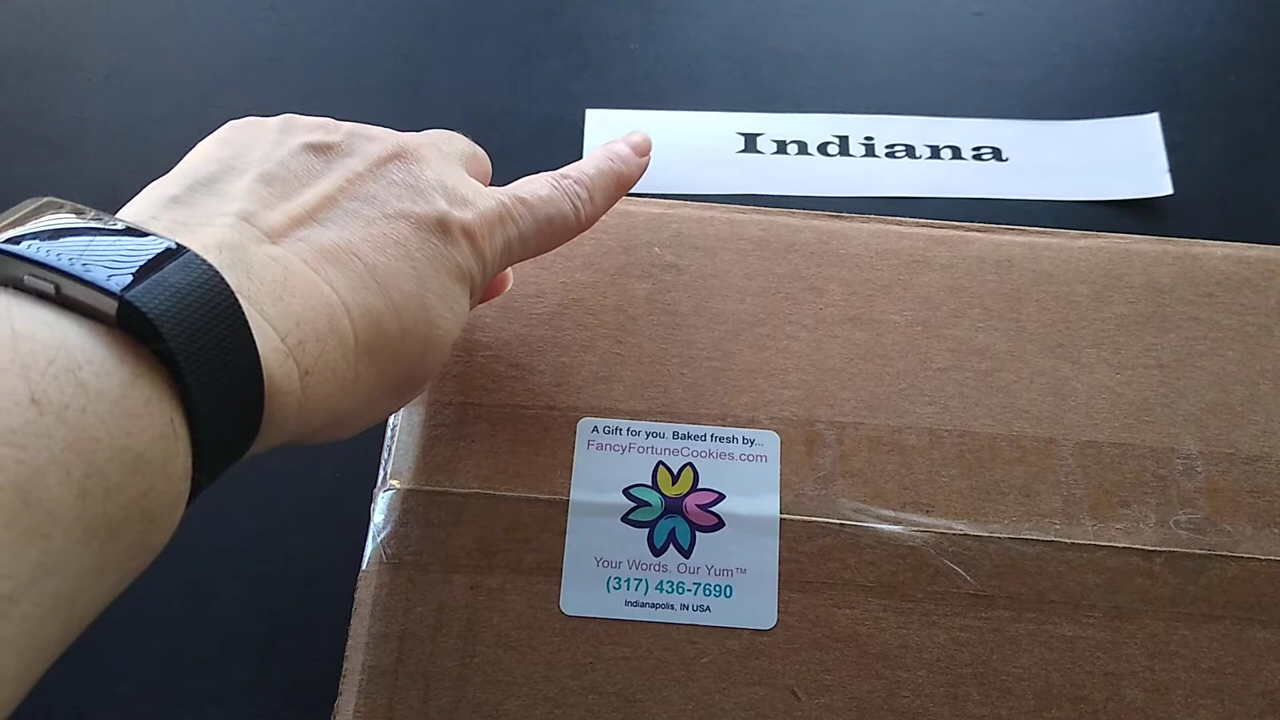 Indiana
A Gift for you. Baked fresh by...
FancyFortuneCookies.com
Your Words. Our Yum™
(317) 436-7690
Indianapolis, IN USA